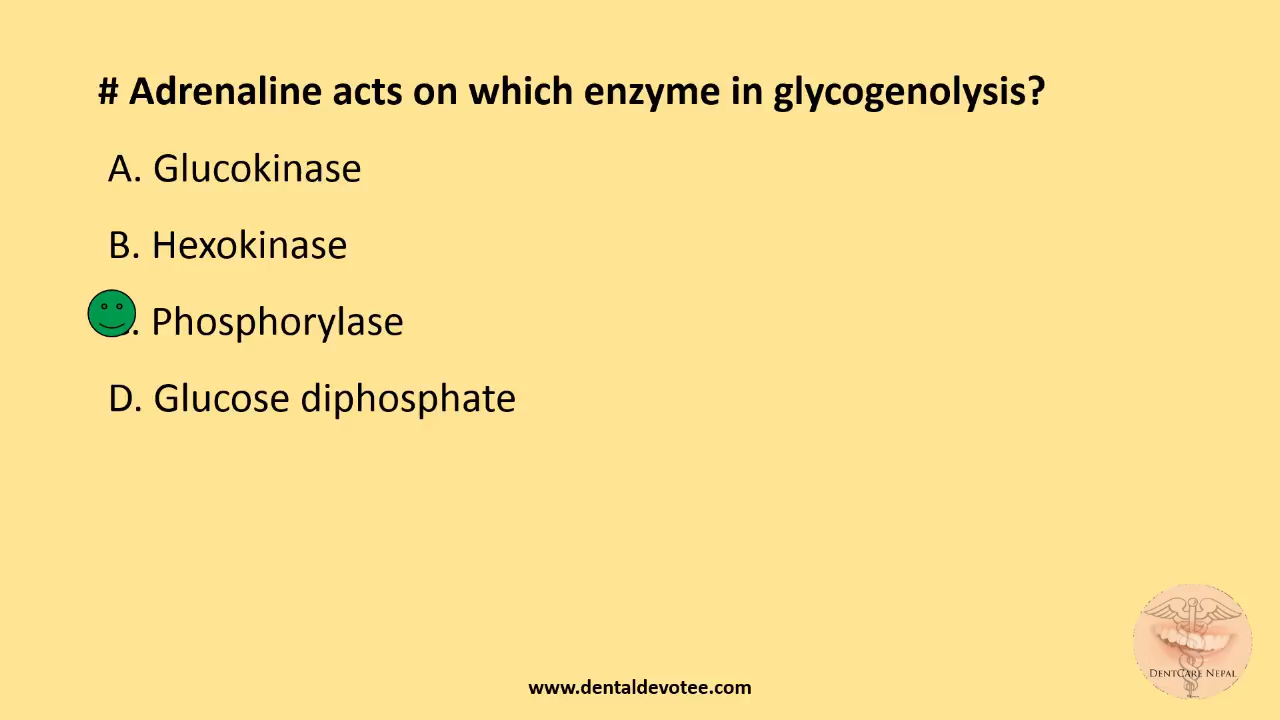 # Adrenaline acts on which enzyme in glycogenolysis?
A. Glucokinase
B. Hexokinase
. Phosphorylase
D. Glucose diphosphate
DENTCARE NEPAL
www.dentaldevotee.com